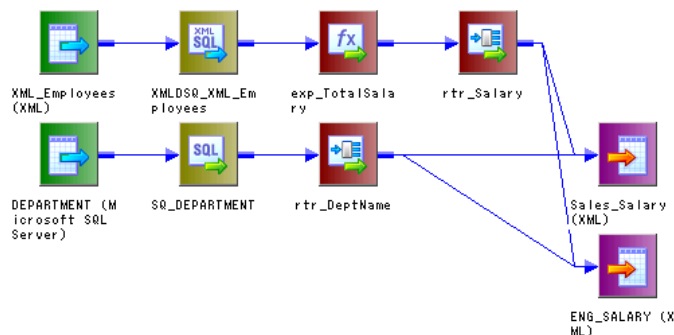 XML
SQL
fx
XML_Employees
(XML)
XMLDSQ_XML_Em
ployees
exp_TotalSala
ry
rtr_Salary
SQL
DEPARTMENT (M
icrosoft SQL
Server)
SQ_DEPARTMENT
rtr_DeptName
Sales_Salary
(XML)
ENG_SALARY (X
ML)